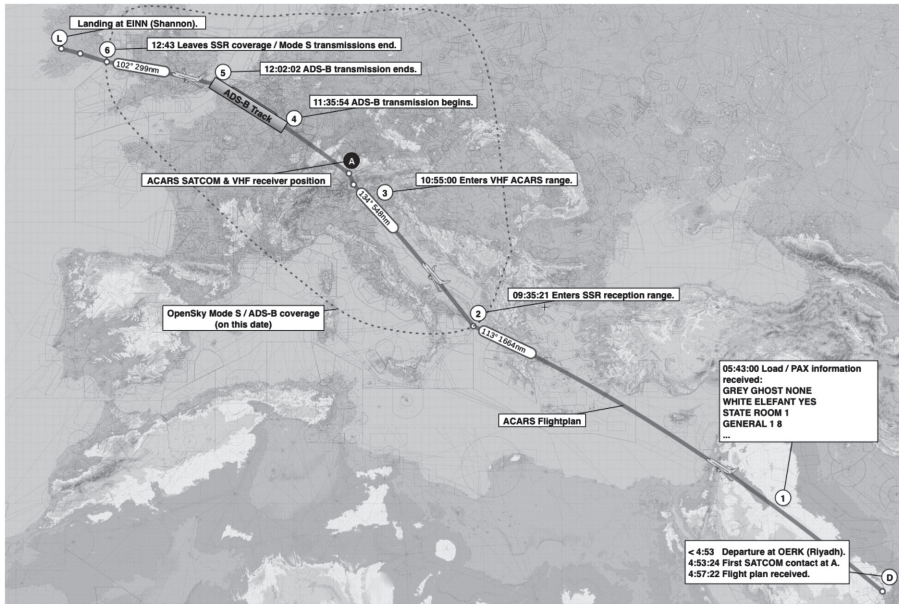 Landing at EINN (Shannon).
L
6
12:43 Leaves SSR coverage / Mode S transmissions end.
102° 299nm
5
12:02:02 ADS-B transmission ends.
ADS-B Track
4
11:35:54 ADS-B transmission begins.
A
ACARS SATCOM & VHF receiver position
3
10:55:00 Enters VHF ACARS range.
134° 548nm
09:35:21 Enters SSR reception range.
2
OpenSky Mode S / ADS-B coverage
(on this date)
113° 1664nm
05:43:00 Load / PAX information
received:
GREY GHOST NONE
WHITE ELEFANT YES
STATE ROOM 1
GENERAL 1 8
...
ACARS Flightplan
1
< 4:53 Departure at OERK (Riyadh).
4:53:24 First SATCOM contact at A.
4:57:22 Flight plan received.
D